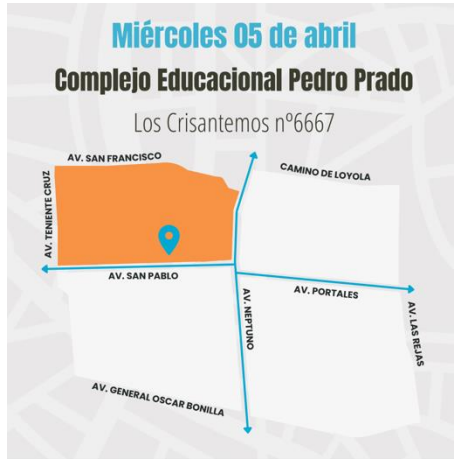 Miércoles 05 de abril
Complejo Educacional Pedro Prado
Los Crisantemos nº6667
AV. SAN FRANCISCO
CAMINO DE LOYOLA
AV. TENIENTE CRUZ
AV. SAN PABLO
AV. PORTALES
AV. NEPTUNO
AV. LAS REJAS
AV. GENERAL OSCAR BONILLA